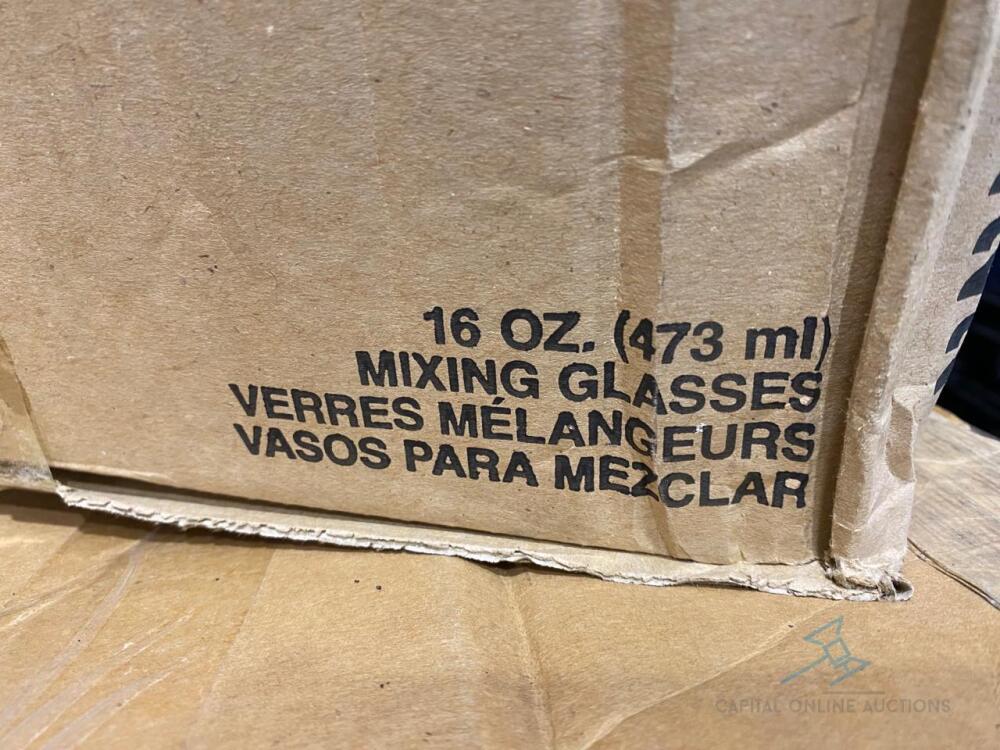 16 OZ. (473 ml)
MIXING GLASSES
VERRES MÉLANGEURS
VASOS PARA MEZCLAR
CAPITAL ONLINE AUCTIONS